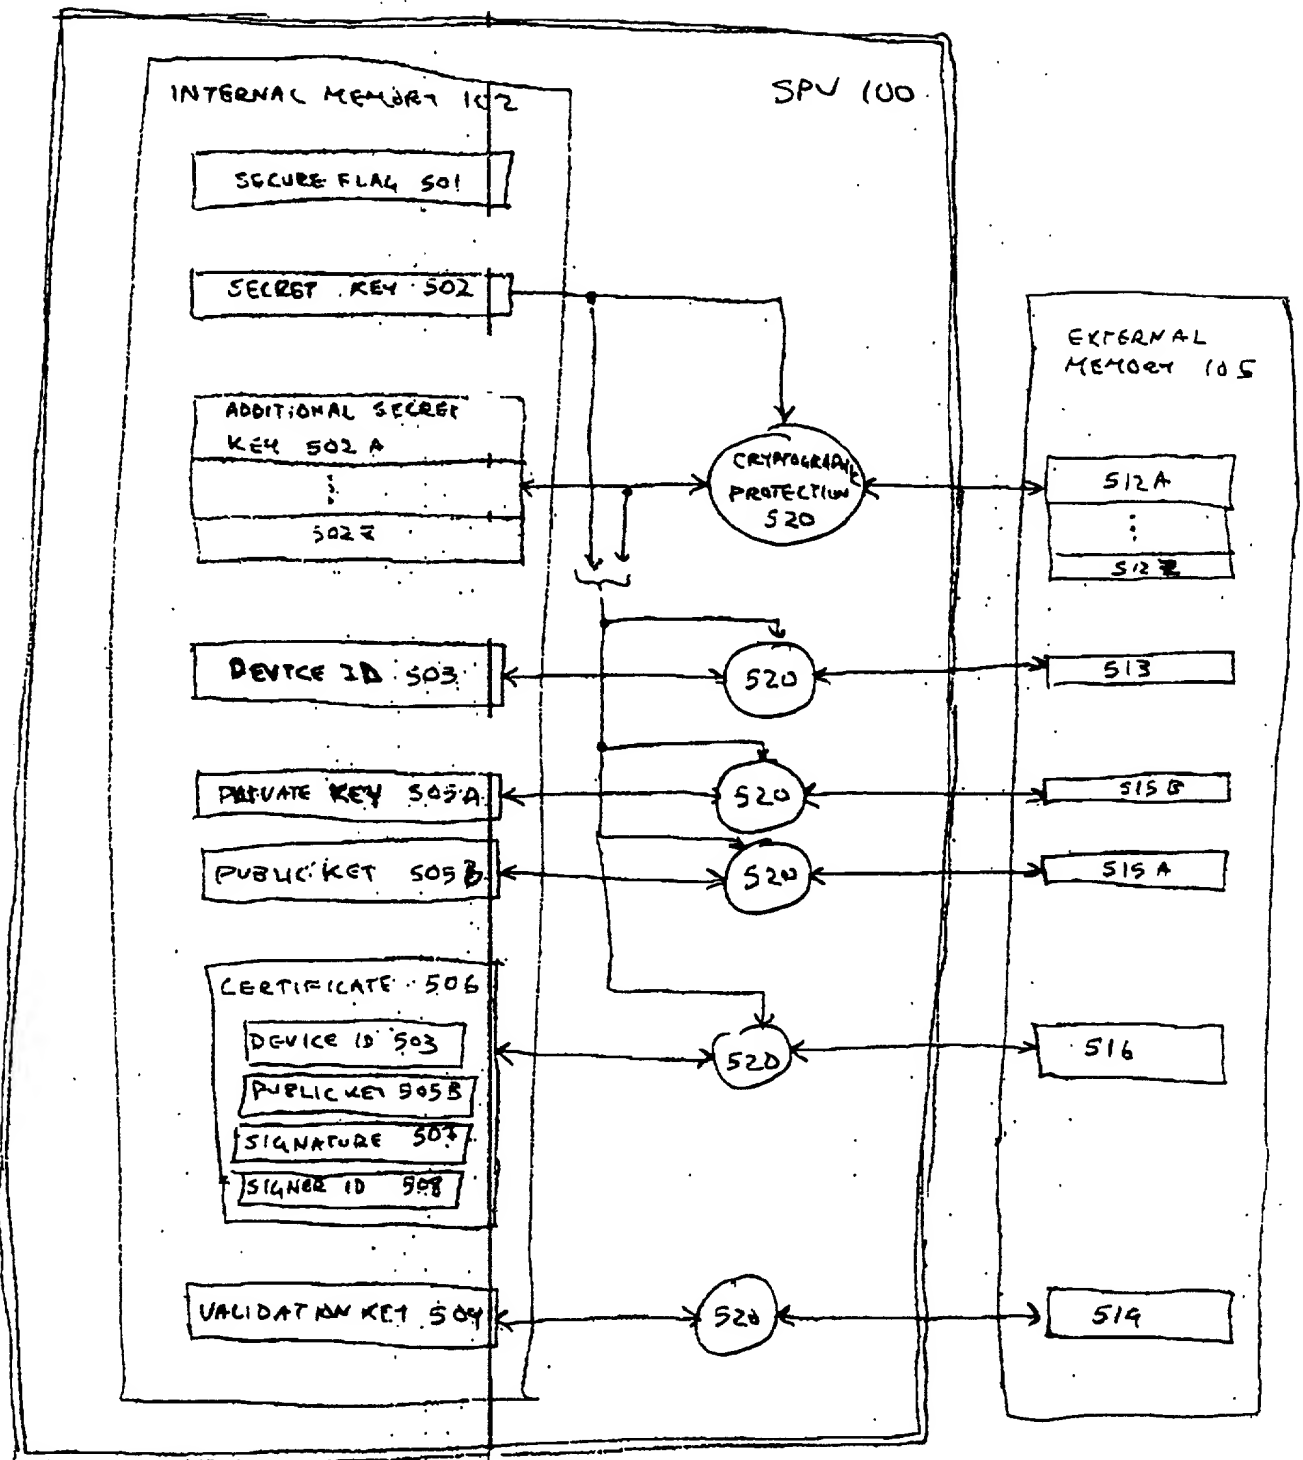 INTERNAL MEMORY 102
SPU 100
SECURE FLAG 501
SECRET KEY 502
EXTERNAL
MEMORY 105
ADDITIONAL SECRET
KEY 502A
⋮
502Z
CRYPTOGRAPHIC
PROTECTION
520
512A
⋮
512Z
DEVICE ID 503
520
513
PRIVATE KEY 505A
520
515B
PUBLIC KEY 505B
520
515A
CERTIFICATE 506
DEVICE ID 503
PUBLIC KEY 505B
SIGNATURE 507
SIGNER ID 508
520
516
VALIDATION KEY 504
520
514